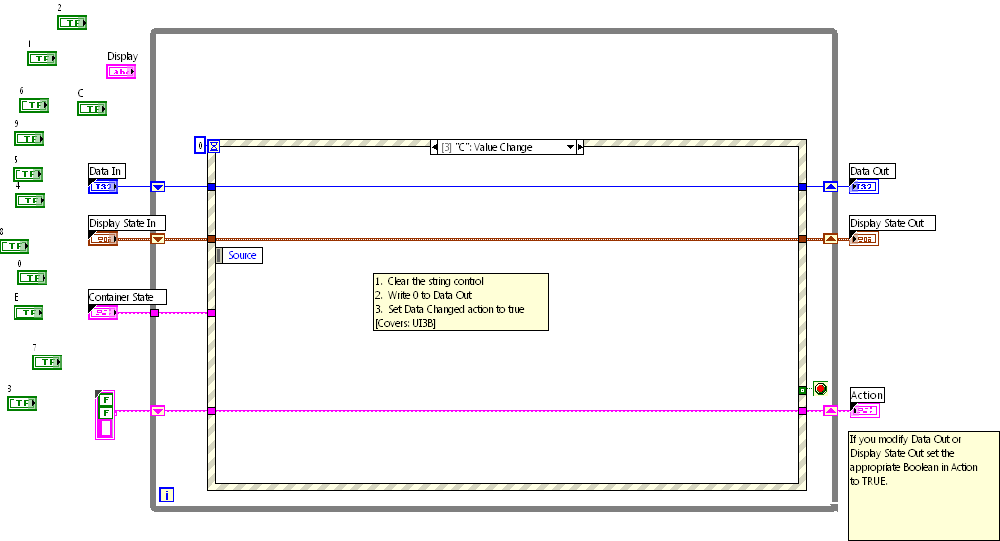 2
TF
1
TF
Display
abc
6
TF
C
TF
9
TF
0
[3] "C": Value Change
5
TF
Data In
I32
Data Out
I32
4
TF
Display State In
Display State Out
8
TF
Source
0
TF
1. Clear the string control
2. Write 0 to Data Out
3. Set Data Changed action to true
[Covers: UI3B]
E
TF
Container State
7
TF
3
TF
F
F
Action
If you modify Data Out or
Display State Out set the
appropriate Boolean in Action
to TRUE.
i